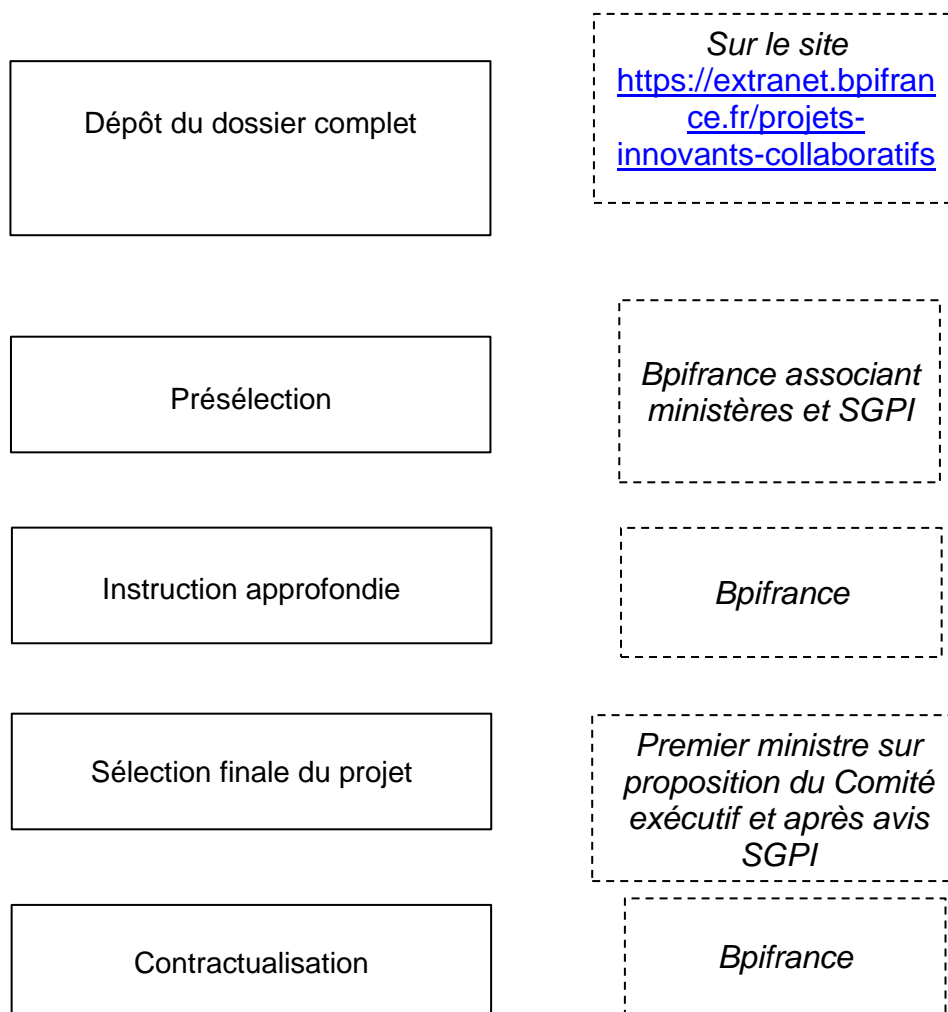 Dépôt du dossier complet
Sur le site
https://extranet.bpifran
ce.fr/projets-
innovants-collaboratifs
Présélection
Bpifrance associant
ministères et SGPI
Instruction approfondie
Bpifrance
Sélection finale du projet
Premier ministre sur
proposition du Comité
exécutif et après avis
SGPI
Contractualisation
Bpifrance